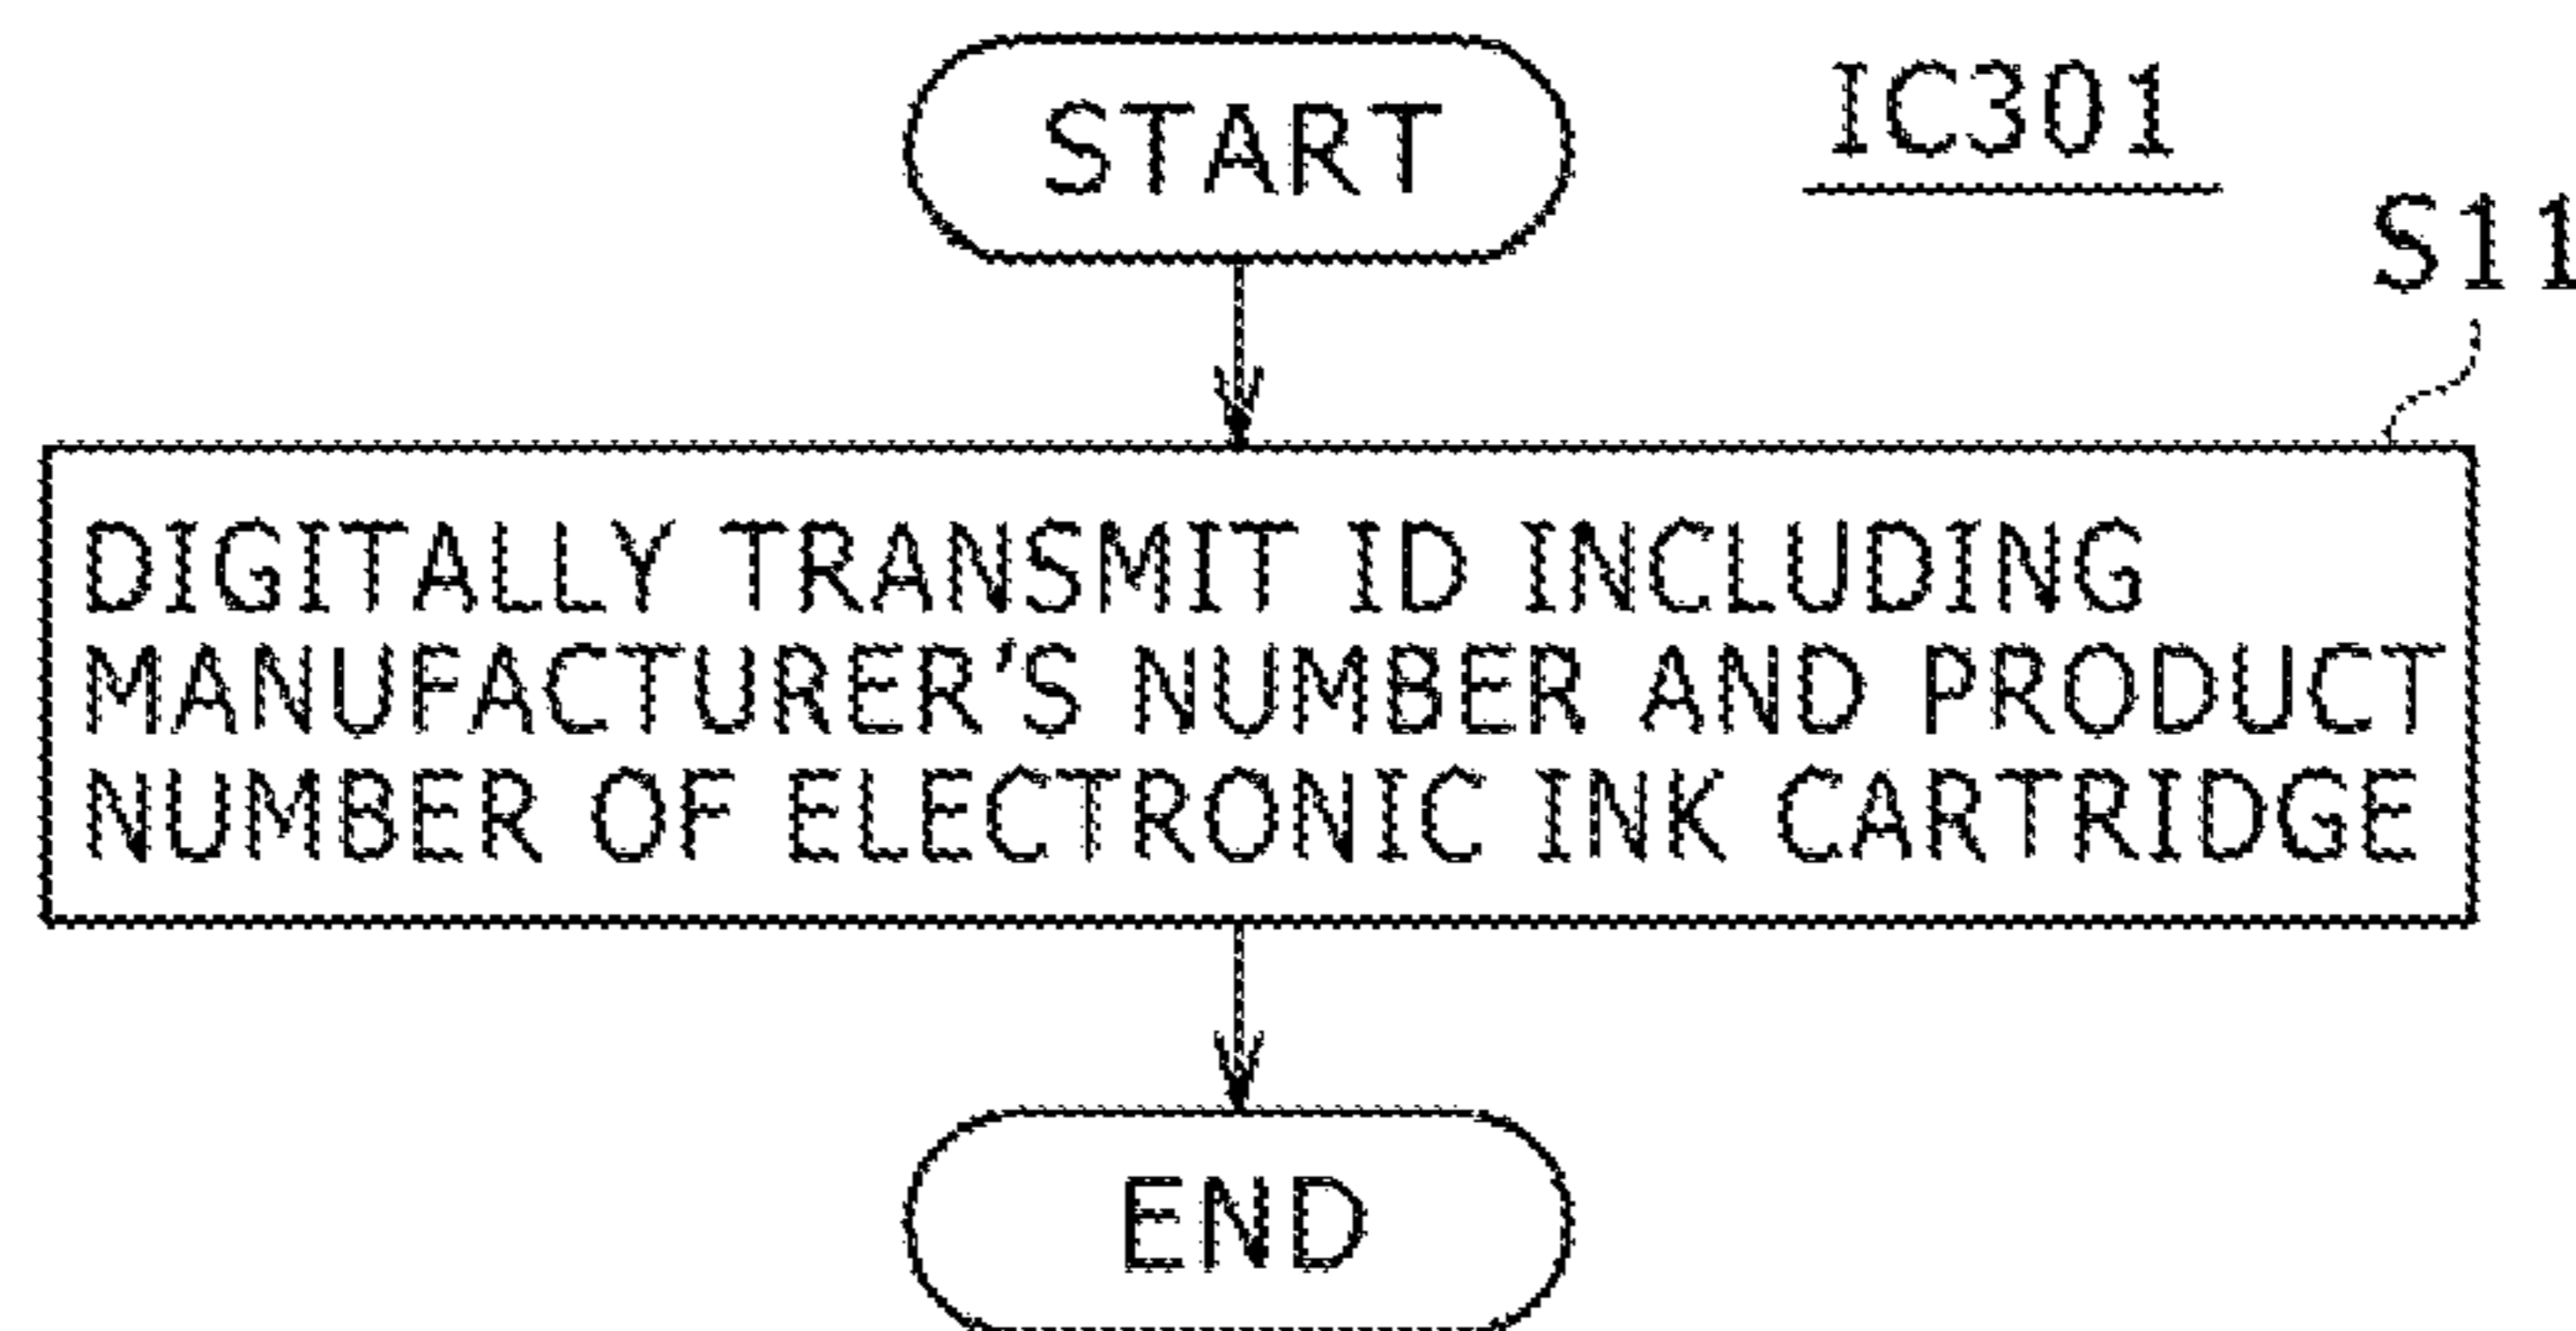 START
IC301
S11
DIGITALLY TRANSMIT ID INCLUDING
MANUFACTURER'S NUMBER AND PRODUCT
NUMBER OF ELECTRONIC INK CARTRIDGE
END